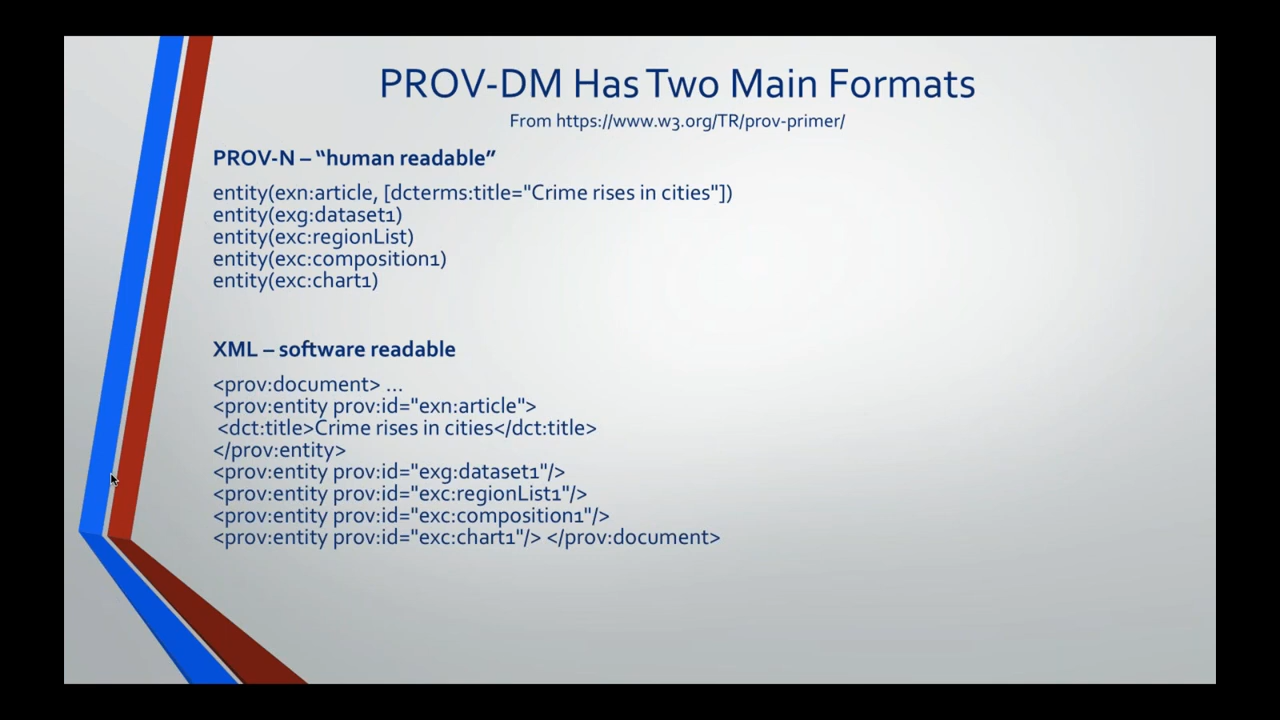 PROV-DM Has Two Main Formats
From https://www.w3.org/TR/prov-primer/
PROV-N – “human readable”
entity(exn:article, [dcterms:title="Crime rises in cities"])
entity(exg:dataset1)
entity(exc:regionList)
entity(exc:composition1)
entity(exc:chart1)
XML – software readable
<prov:document> ...
<prov:entity prov:id="exn:article">
<dct:title>Crime rises in cities</dct:title>
</prov:entity>
<prov:entity prov:id="exg:dataset1"/>
<prov:entity prov:id="exc:regionList1"/>
<prov:entity prov:id="exc:composition1"/>
<prov:entity prov:id="exc:chart1"/> </prov:document>